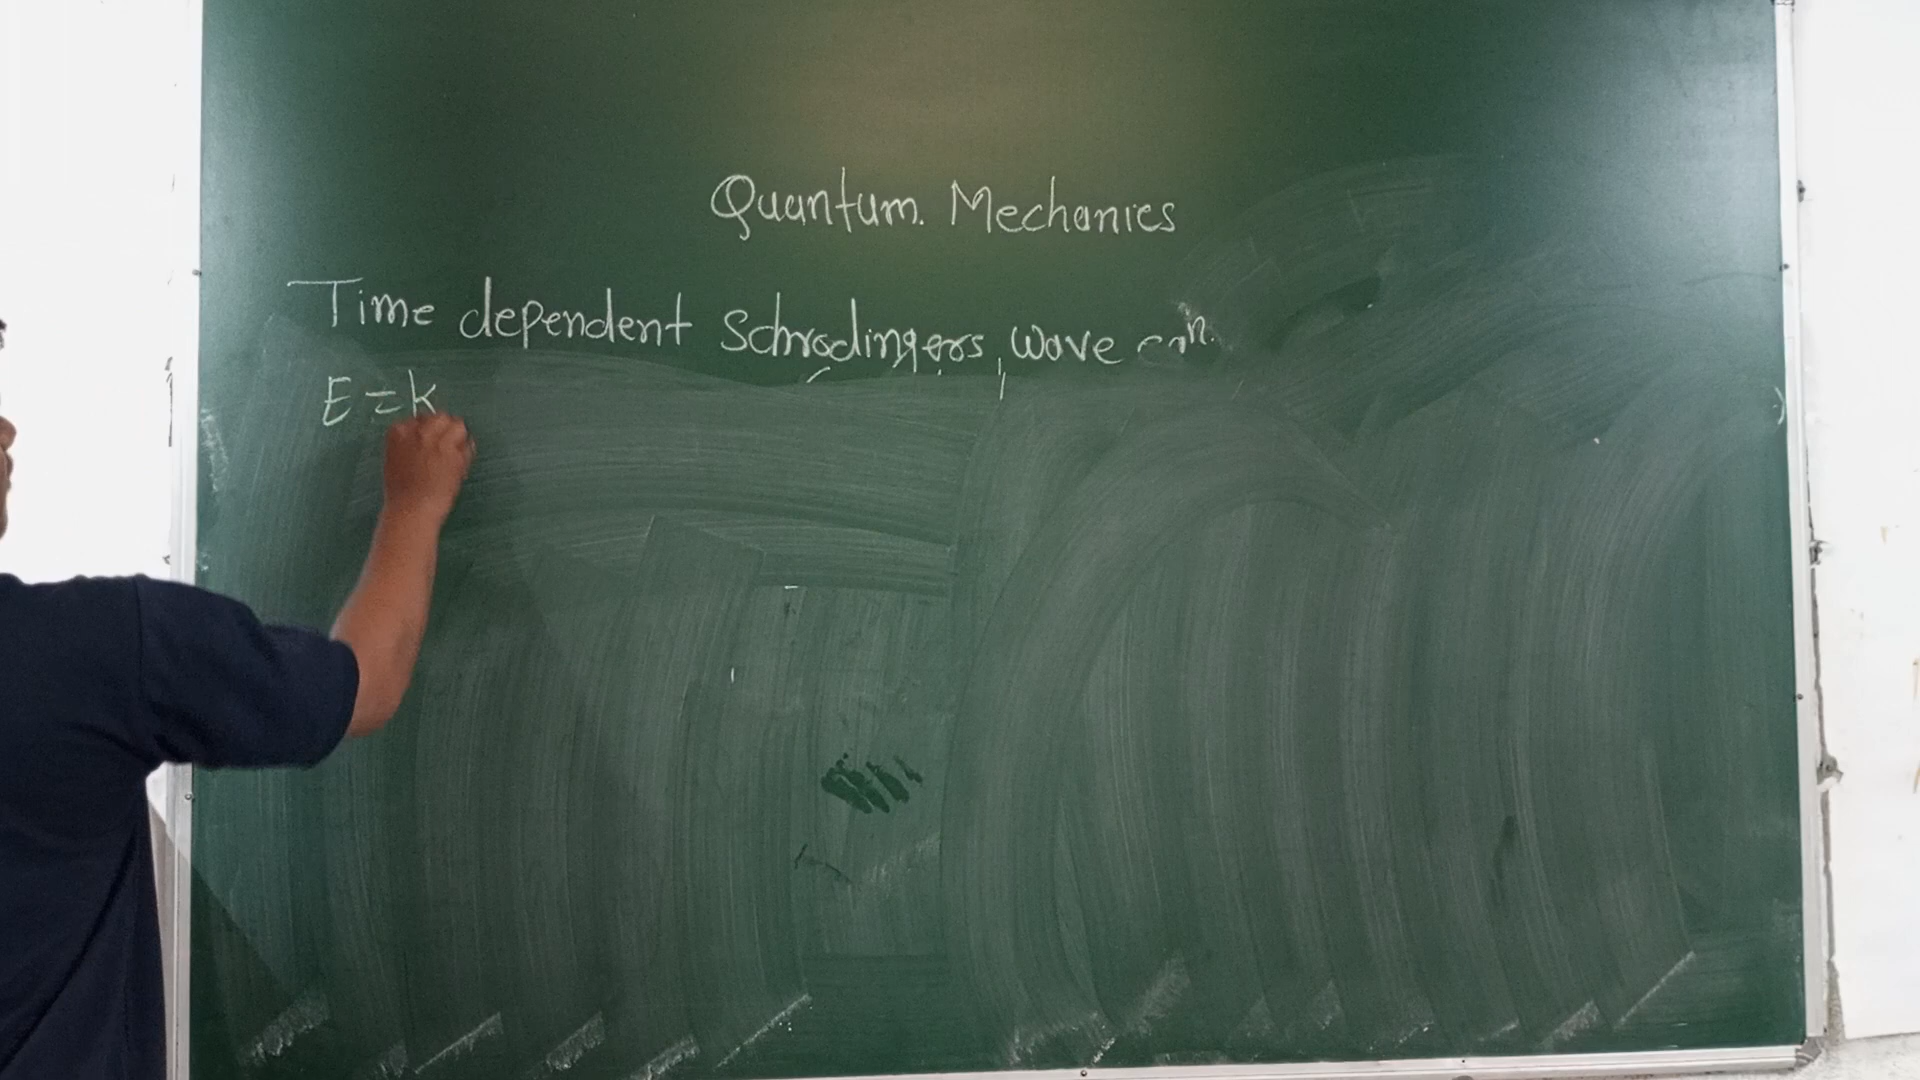 Quantum. Mechanics
Time dependent Schrodingers wave eqn.
E = k